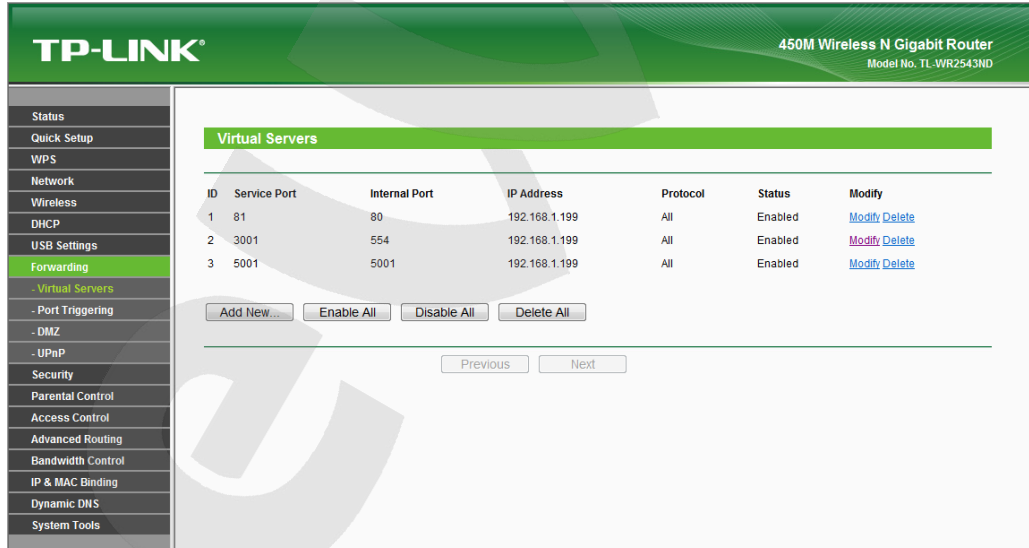 TP-LINK®
450M Wireless N Gigabit Router
Model No. TL-WR2543ND
Status
Quick Setup
WPS
Network
Wireless
DHCP
USB Settings
Forwarding
- Virtual Servers
- Port Triggering
- DMZ
- UPnP
Security
Parental Control
Access Control
Advanced Routing
Bandwidth Control
IP & MAC Binding
Dynamic DNS
System Tools
Virtual Servers
ID Service Port Internal Port IP Address Protocol Status Modify
1 81 80 192.168.1.199 All Enabled Modify Delete
2 3001 554 192.168.1.199 All Enabled Modify Delete
3 5001 5001 192.168.1.199 All Enabled Modify Delete
Add New... Enable All Disable All Delete All
Previous Next